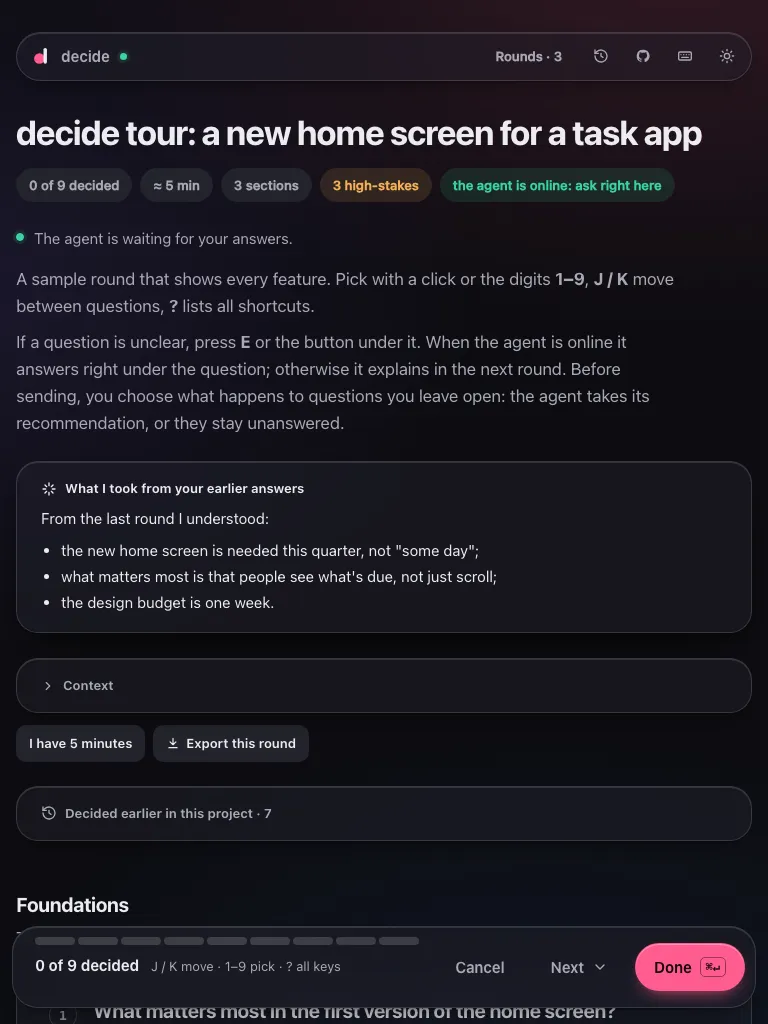 decide
Rounds · 3
decide tour: a new home screen for a task app
0 of 9 decided
≈ 5 min
3 sections
3 high-stakes
the agent is online: ask right here
The agent is waiting for your answers.
A sample round that shows every feature. Pick with a click or the digits 1–9, J / K move
between questions, ? lists all shortcuts.
If a question is unclear, press E or the button under it. When the agent is online it
answers right under the question; otherwise it explains in the next round. Before
sending, you choose what happens to questions you leave open: the agent takes its
recommendation, or they stay unanswered.
What I took from your earlier answers
From the last round I understood:
• the new home screen is needed this quarter, not "some day";
• what matters most is that people see what's due, not just scroll;
• the design budget is one week.
Context
I have 5 minutes
Export this round
Decided earlier in this project · 7
Foundations
0 of 9 decided
J / K move · 1–9 pick · ? all keys
Cancel
Next
Done ⌘↵
1
What matters most in the first version of the home screen?